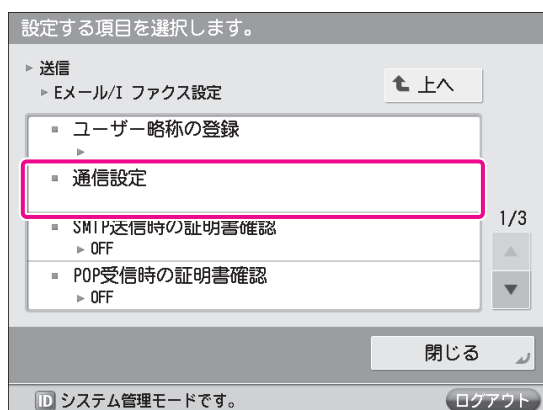 設定する項目を選択します。
▶ 送信
▶ Eメール/I ファクス設定
上へ
ユーザー略称の登録
▶
通信設定
SMTP送信時の証明書確認
▶ OFF
POP受信時の証明書確認
▶ OFF
1/3
閉じる
ID システム管理モードです。
ログアウト